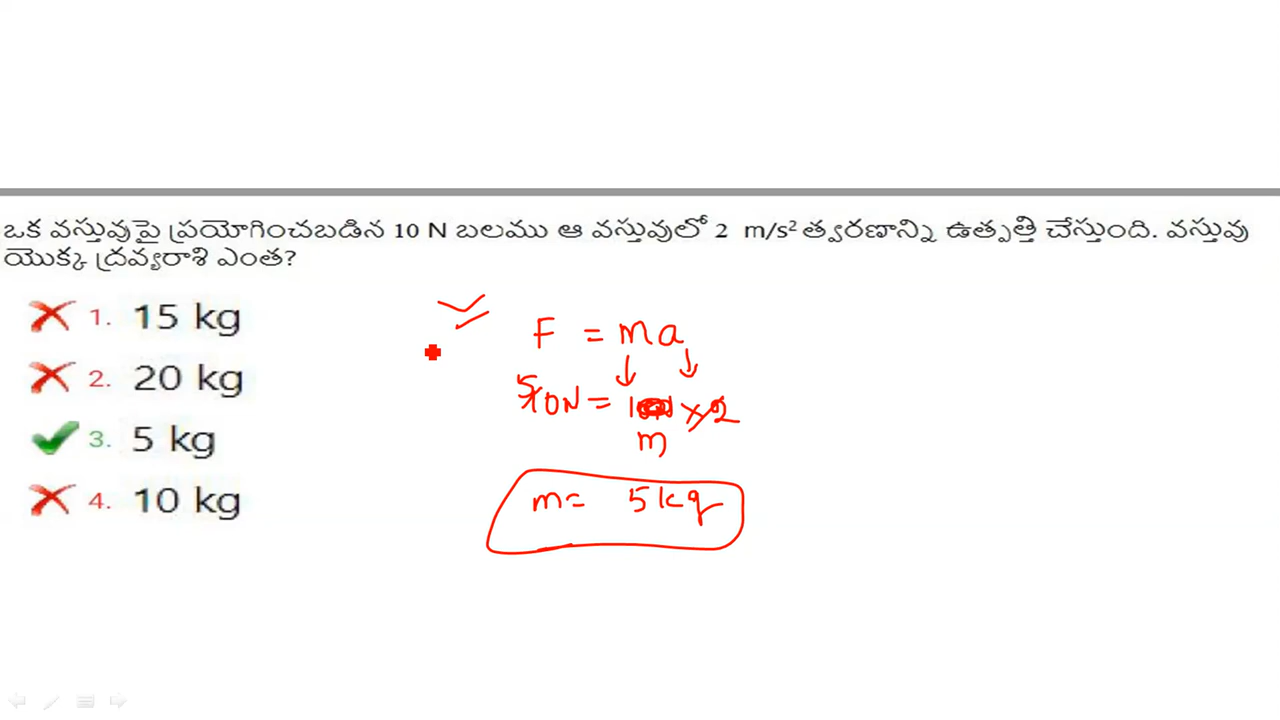 ఒక వస్తువుపై ప్రయోగించబడిన 10 N బలము ఆ వస్తువులో 2 m/s² త్వరణాన్ని ఉత్పత్తి చేస్తుంది. వస్తువు
యొక్క ద్రవ్యరాశి ఎంత?
1. 15 kg
2. 20 kg
3. 5 kg
4. 10 kg
F = ma
5
10N = × 2
m
m= 5kg